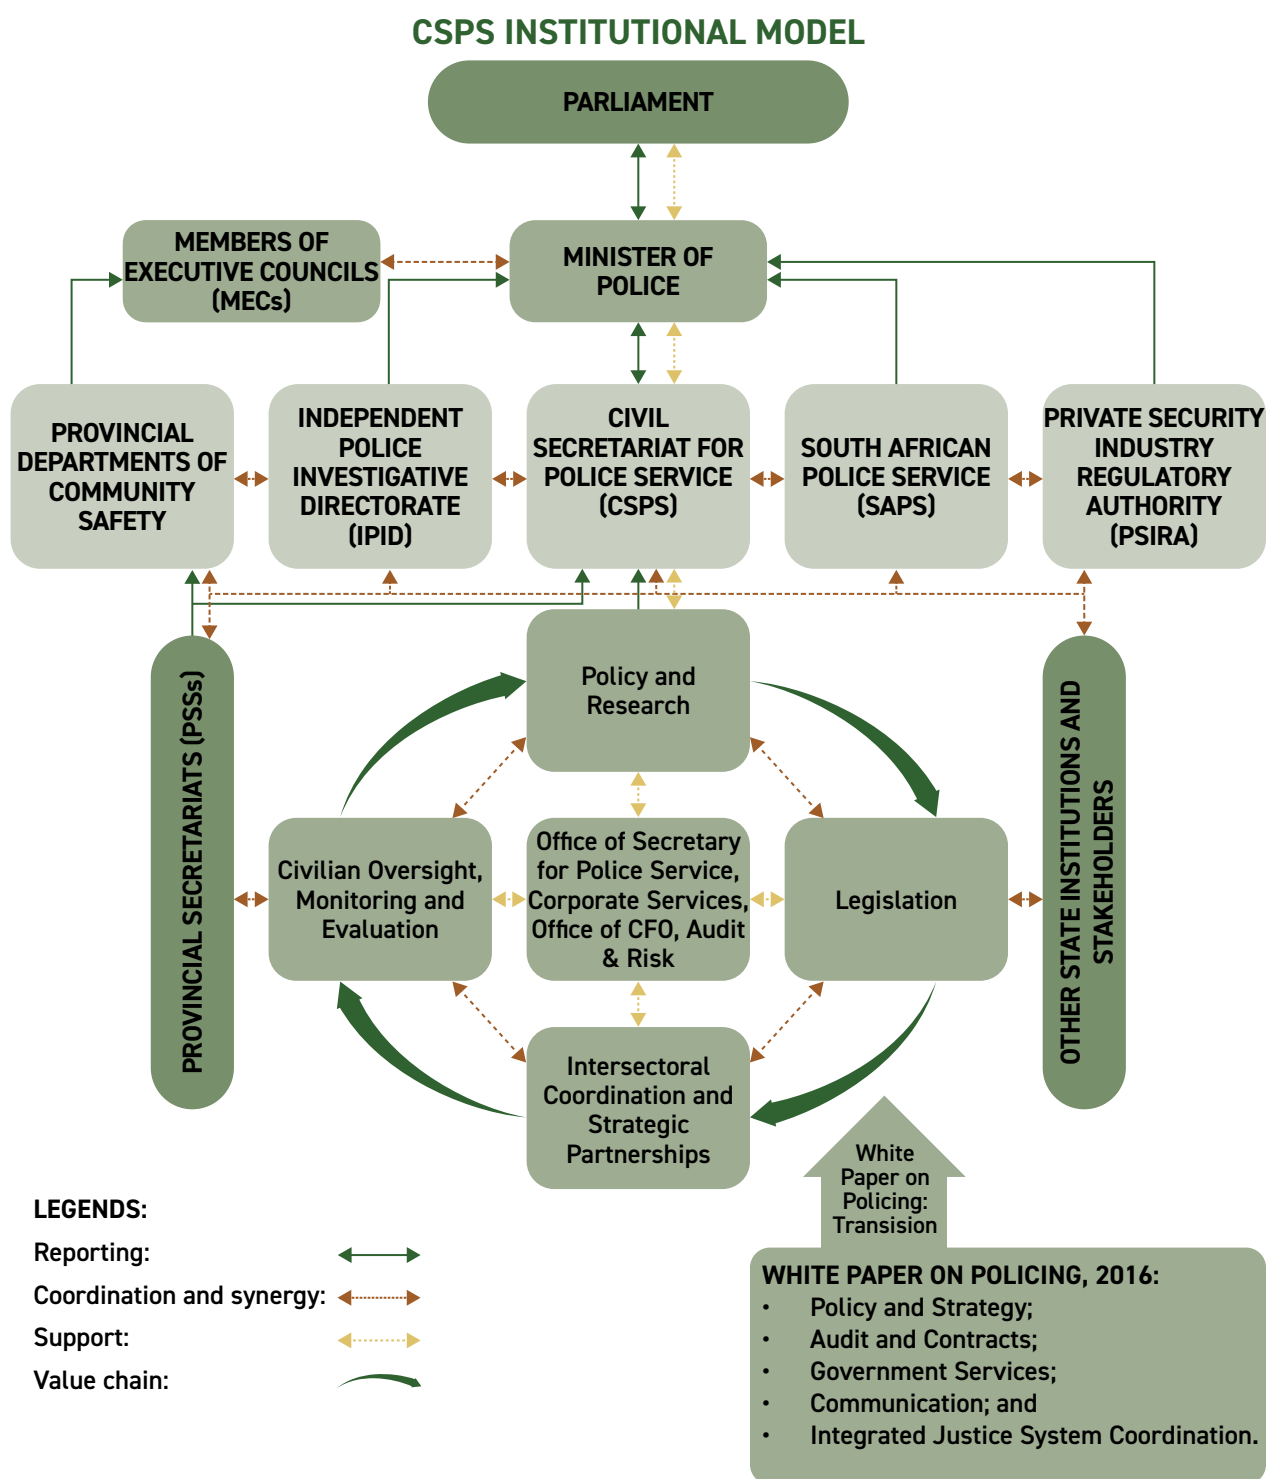 CSPS INSTITUTIONAL MODEL
PARLIAMENT
MEMBERS OF
EXECUTIVE COUNCILS
(MECs)
MINISTER OF
POLICE
PROVINCIAL
DEPARTMENTS OF
COMMUNITY
SAFETY
INDEPENDENT
POLICE
INVESTIGATIVE
DIRECTORATE
(IPID)
CIVIL
SECRETARIAT FOR
POLICE SERVICE
(CSPS)
SOUTH AFRICAN
POLICE SERVICE
(SAPS)
PRIVATE SECURITY
INDUSTRY
REGULATORY
AUTHORITY
(PSIRA)
PROVINCIAL SECRETARIATS (PSSs)
Policy and
Research
Civilian Oversight,
Monitoring and
Evaluation
Office of Secretary
for Police Service,
Corporate Services,
Office of CFO, Audit
& Risk
Legislation
OTHER STATE INSTITUTIONS AND
STAKEHOLDERS
Intersectoral
Coordination and
Strategic
Partnerships
White
Paper on
Policing:
Transision
LEGENDS:
Reporting:
Coordination and synergy:
Support:
Value chain:
WHITE PAPER ON POLICING, 2016:
• Policy and Strategy;
• Audit and Contracts;
• Government Services;
• Communication; and
• Integrated Justice System Coordination.